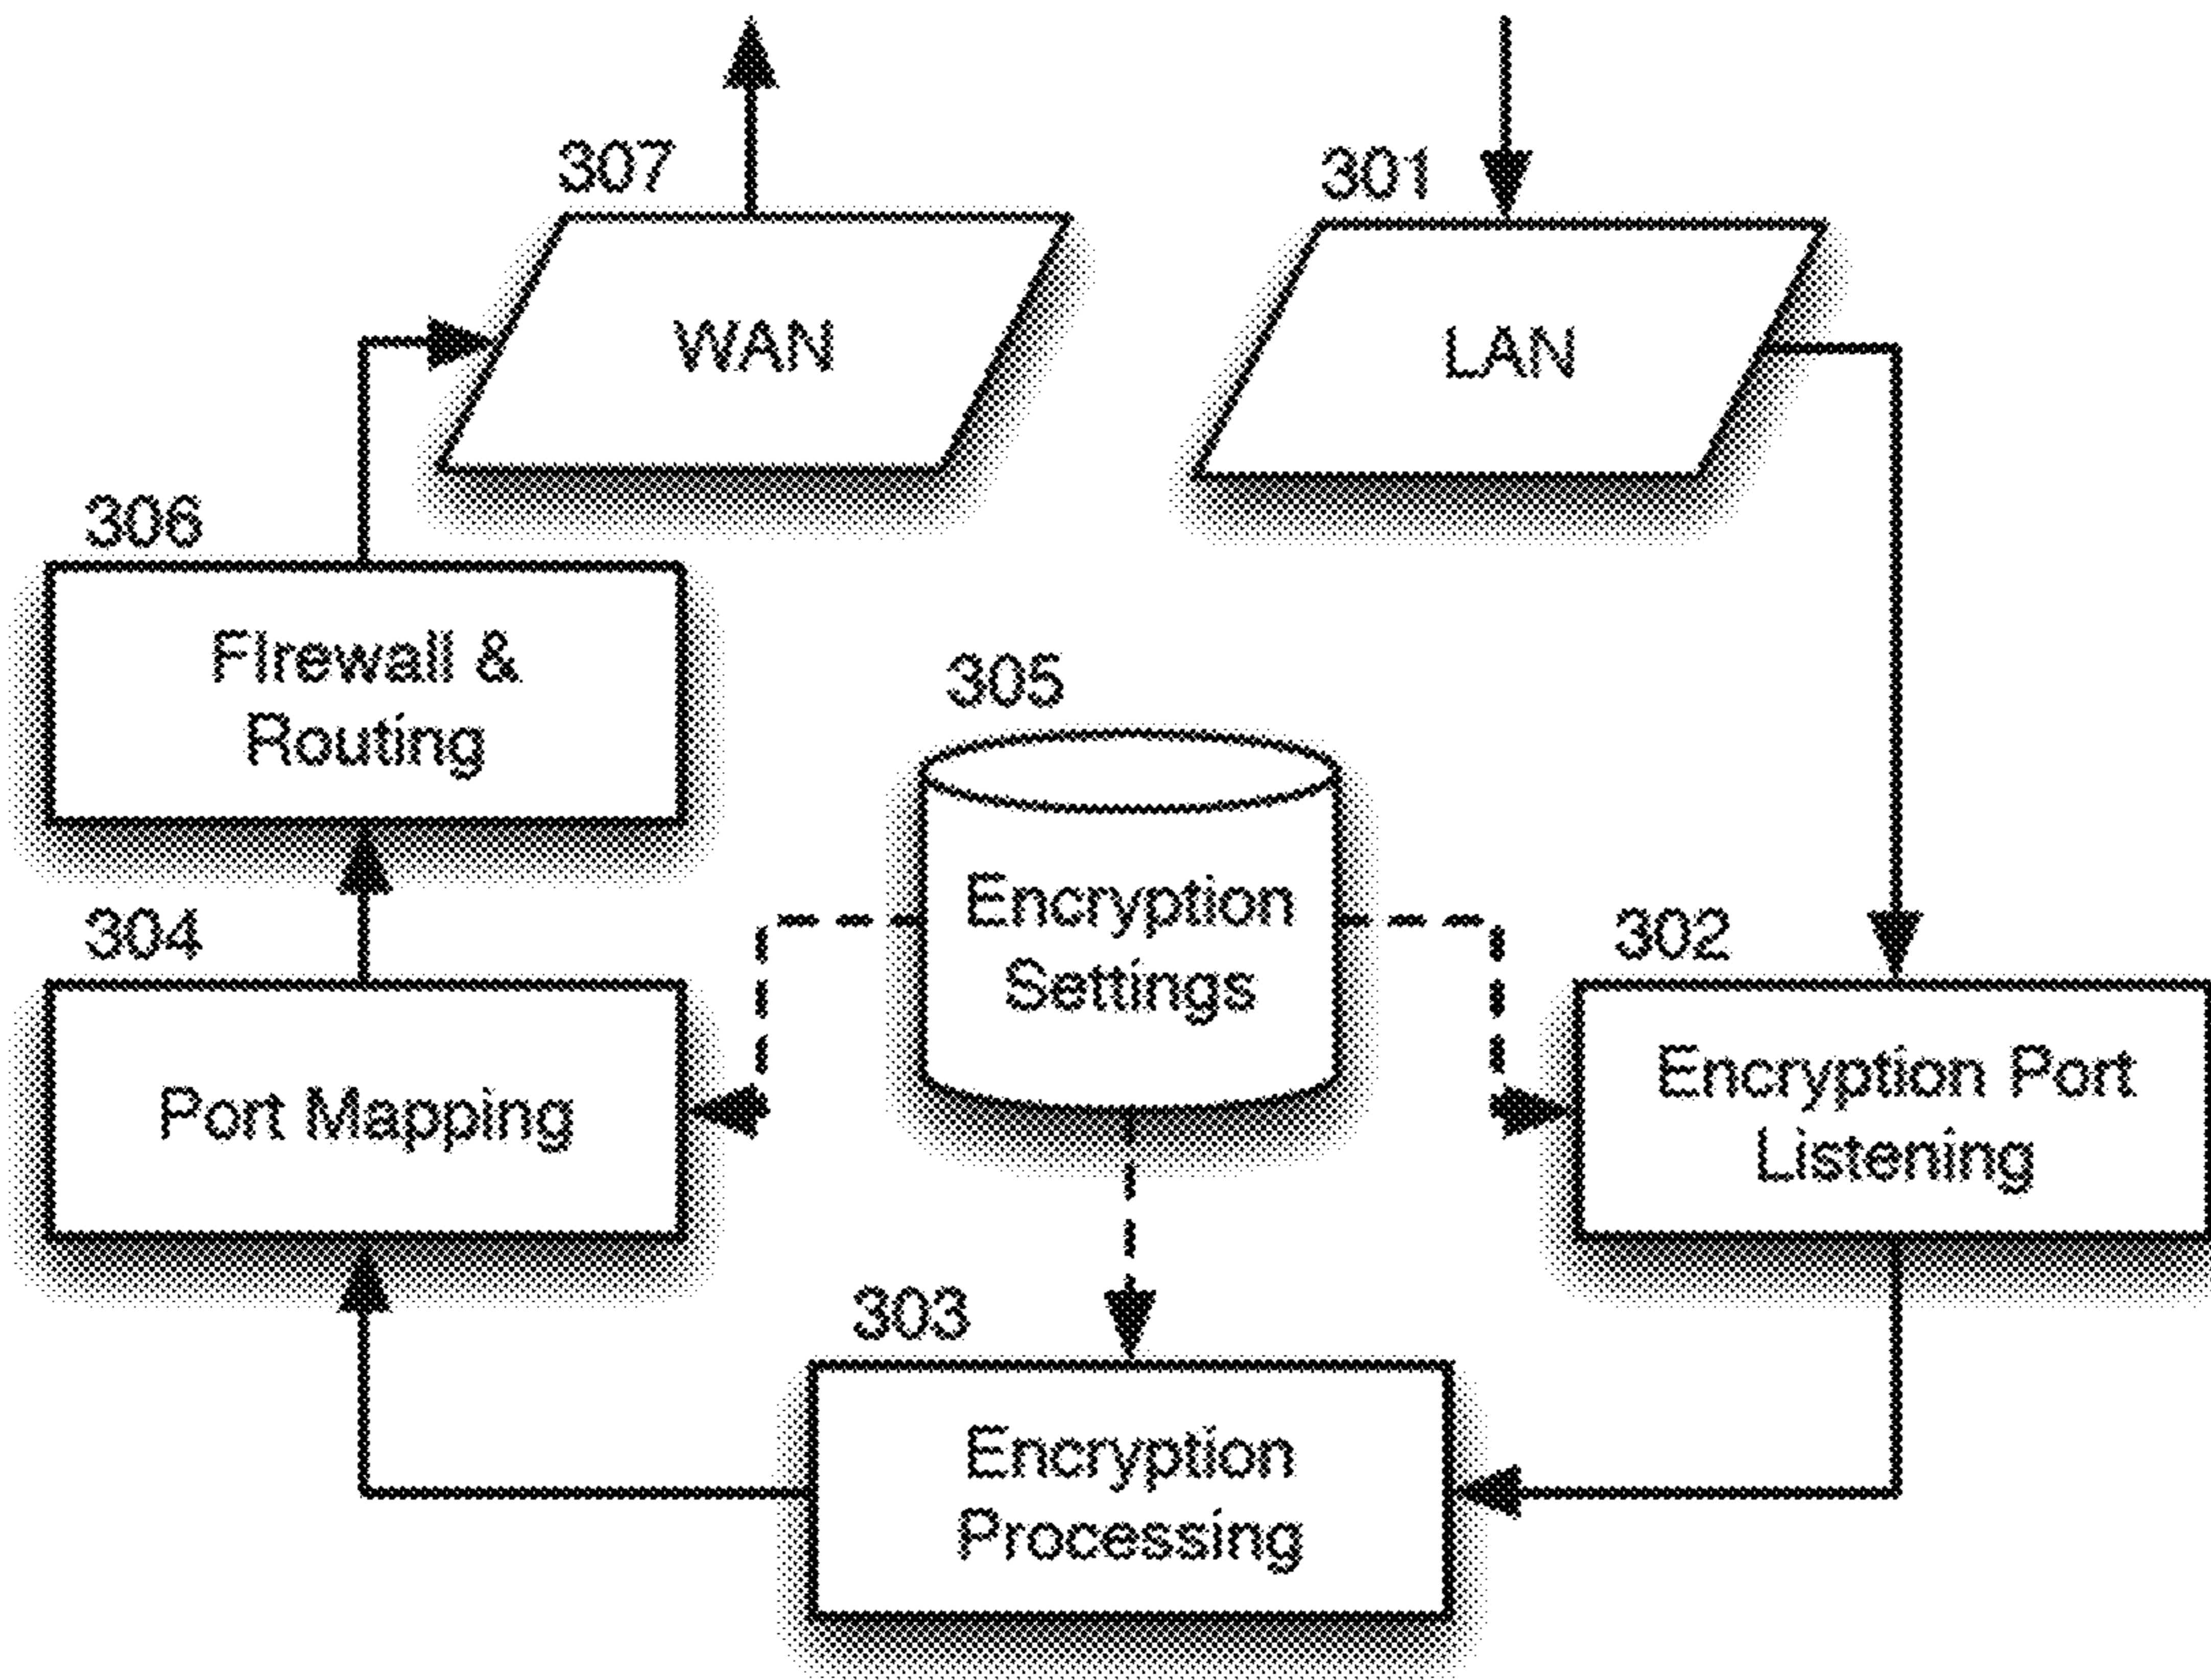 307
301
WAN
LAN
306
FIrewall &
Routing
305
Encryption
Settings
304
Port Mapping
302
Encryption Port
Listening
303
Encryption
Processing